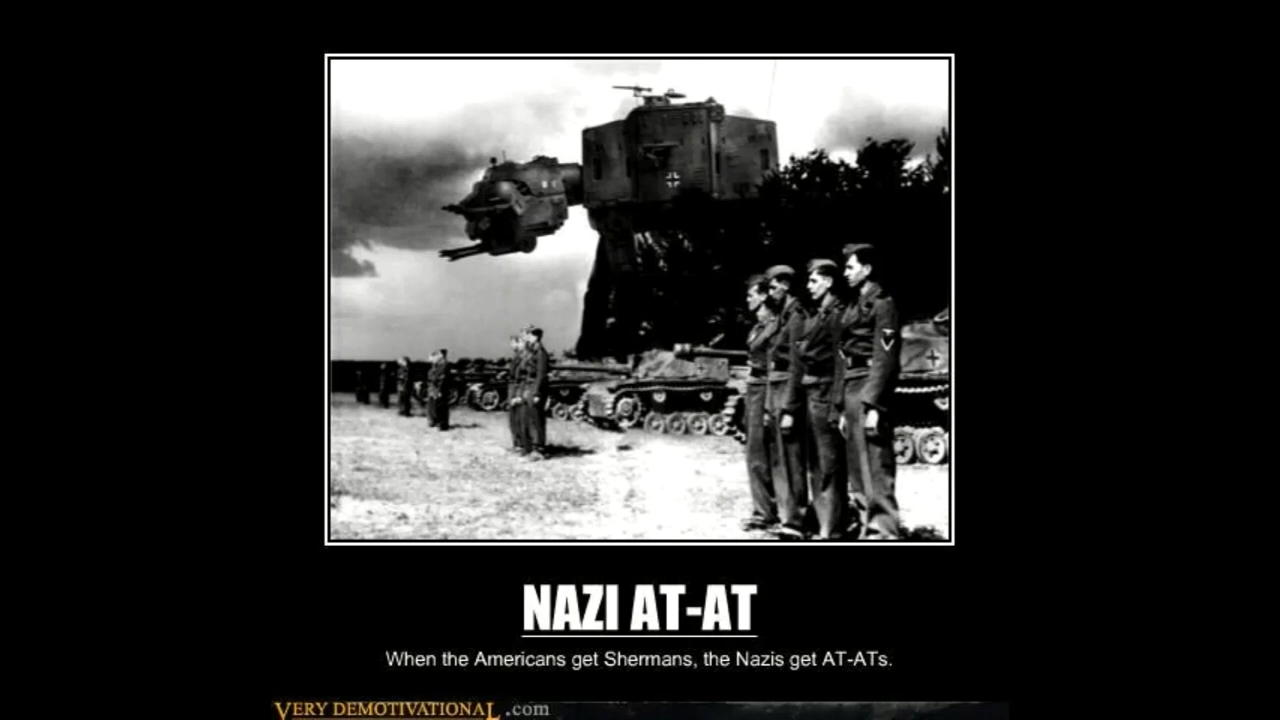 NAZI AT-AT
When the Americans get Shermans, the Nazis get AT-ATs.
VERY DEMOTIVATIONAL .com